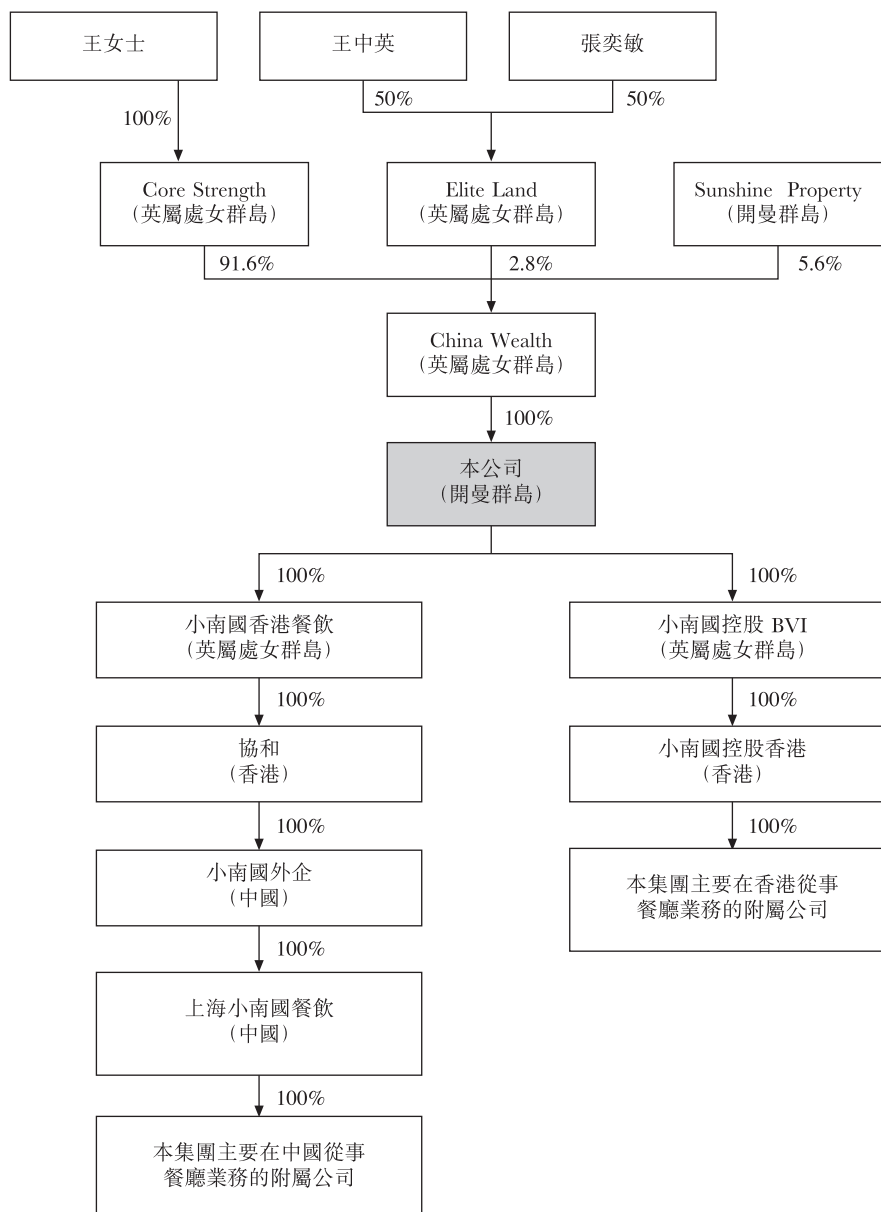 王女士
王中英
張奕敏
100%
50%
50%
Core Strength
（英屬處女群島）
Elite Land
（英屬處女群島）
Sunshine Property
（開曼群島）
91.6%
2.8%
5.6%
China Wealth
（英屬處女群島）
100%
本公司
（開曼群島）
100%
100%
小南國香港餐飲
（英屬處女群島）
小南國控股 BVI
（英屬處女群島）
100%
100%
協和
（香港）
小南國控股香港
（香港）
100%
100%
小南國外企
（中國）
本集團主要在香港從事
餐廳業務的附屬公司
100%
上海小南國餐飲
（中國）
100%
本集團主要在中國從事
餐廳業務的附屬公司